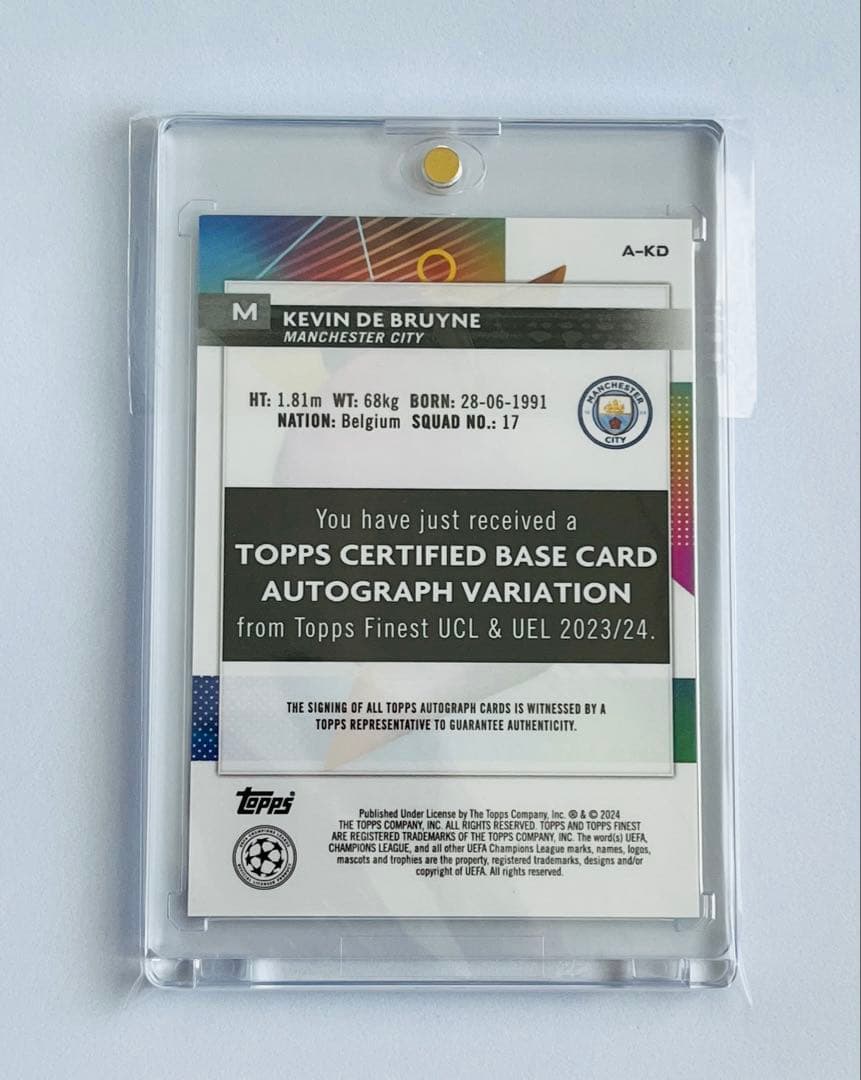 A-KD
M
KEVIN DE BRUYNE
MANCHESTER CITY
HT: 1.81m WT: 68kg BORN: 28-06-1991
NATION: Belgium SQUAD NO.: 17
MANCHESTER
CITY
You have just received a
TOPPS CERTIFIED BASE CARD
AUTOGRAPH VARIATION
from Topps Finest UCL & UEL 2023/24.
THE SIGNING OF ALL TOPPS AUTOGRAPH CARDS IS WITNESSED BY A
TOPPS REPRESENTATIVE TO GUARANTEE AUTHENTICITY.
Topps
Published Under License by The Topps Company, Inc. ® & © 2024
THE TOPPS COMPANY, INC. ALL RIGHTS RESERVED. TOPPS AND TOPPS FINEST
ARE REGISTERED TRADEMARKS OF THE TOPPS COMPANY, INC. The word(s) UEFA,
CHAMPIONS LEAGUE, and all other UEFA Champions League marks, names, logos,
mascots and trophies are the property, registered trademarks, designs and/or
copyright of UEFA. All rights reserved.